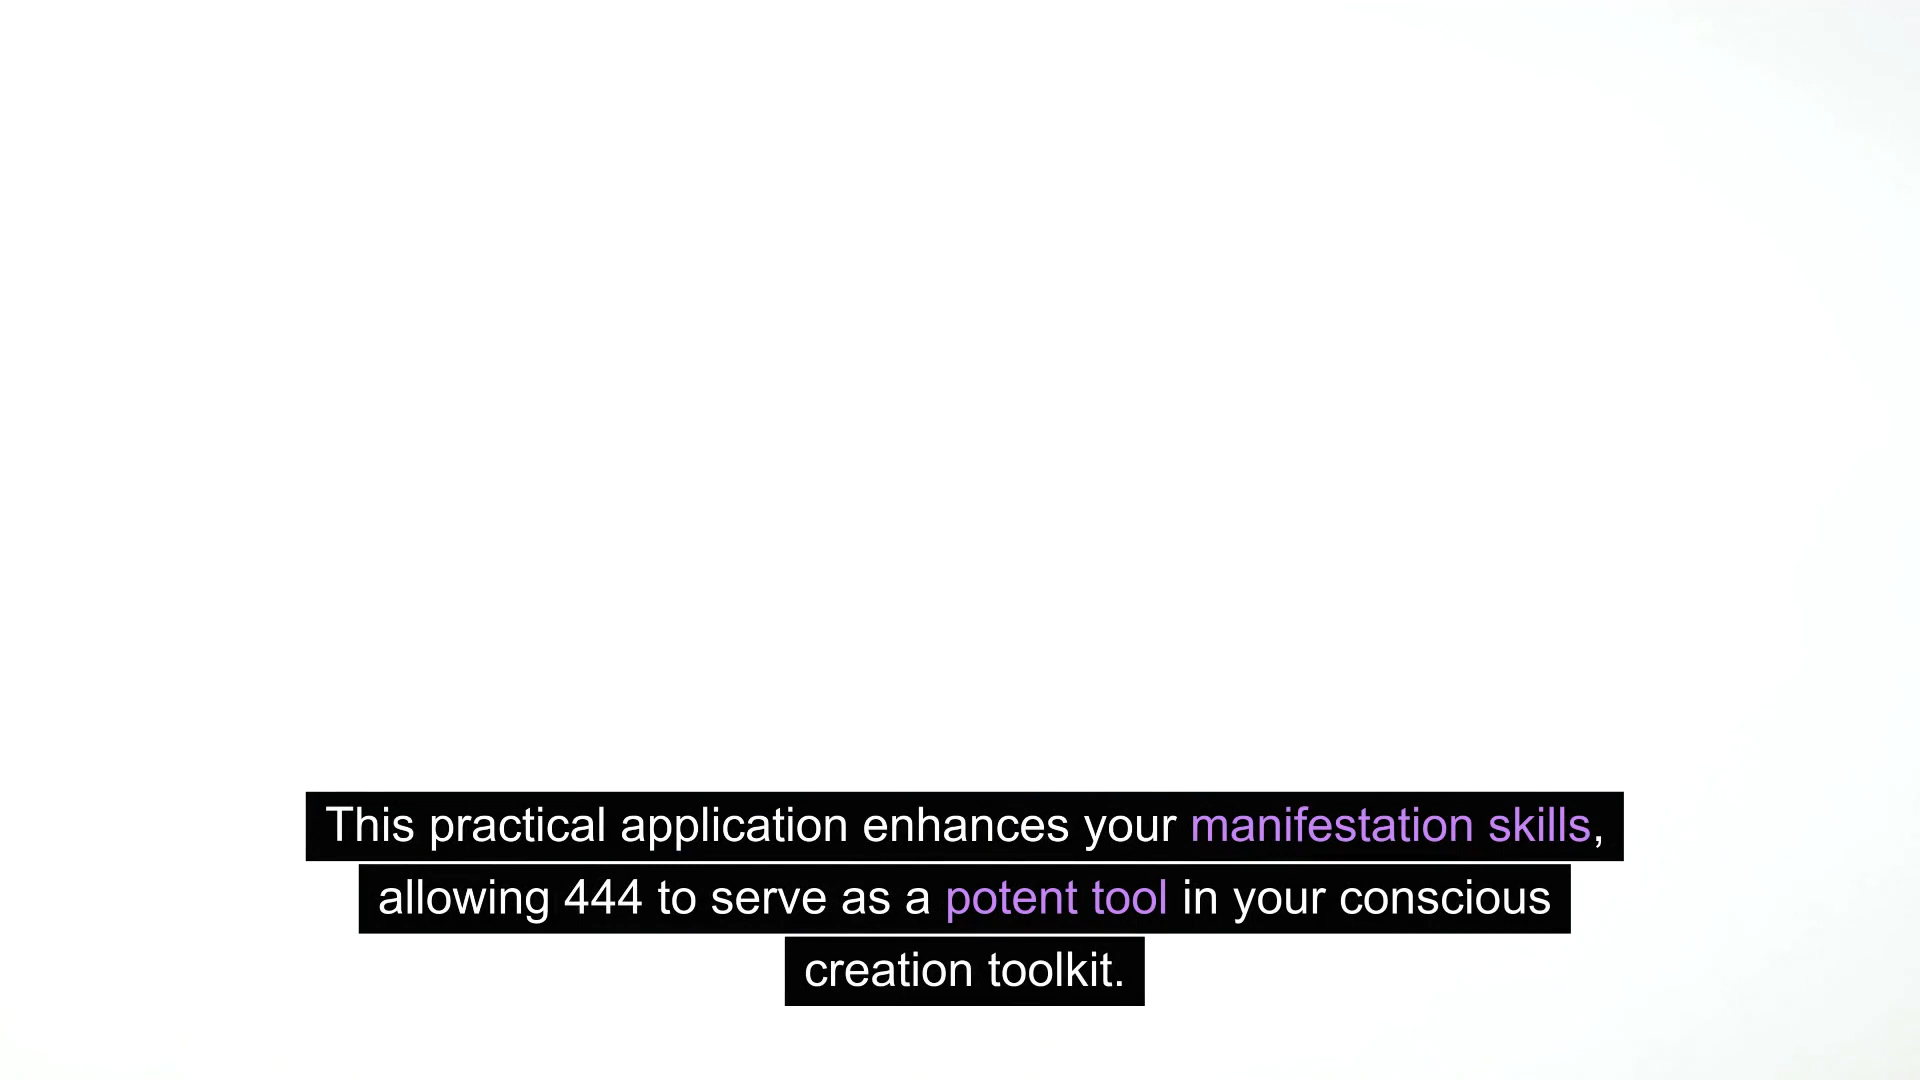 This practical application enhances your manifestation skills,
allowing 444 to serve as a potent tool in your conscious
creation toolkit.